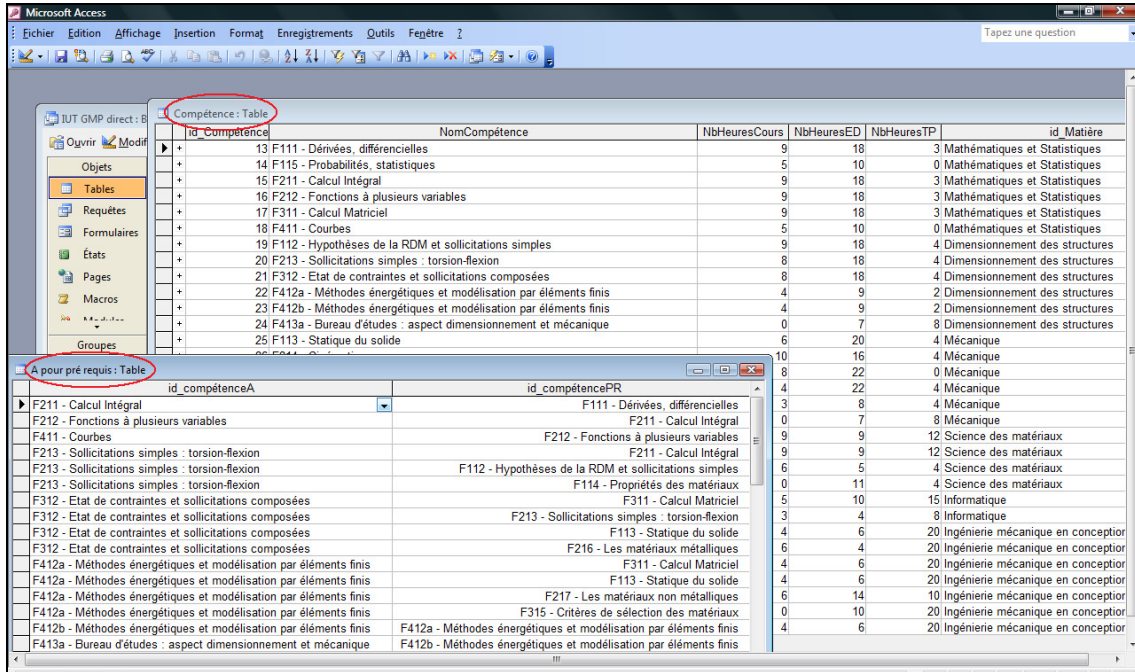 Microsoft Access
Fichier Edition Affichage Insertion Format Enregistrements Outils Fenêtre ?
Tapez une question
IUT GMP direct : B
Compétence : Table
Ouvrir Modif
Objets
Tables
Requêtes
Formulaires
États
Pages
Macros
Groupes
id_Compétence NomCompétence NbHeuresCours NbHeuresED NbHeuresTP id_Matière
13 F111 - Dérivées, différencielles 9 18 3 Mathématiques et Statistiques
14 F115 - Probabilités, statistiques 5 10 0 Mathématiques et Statistiques
15 F211 - Calcul Intégral 9 18 3 Mathématiques et Statistiques
16 F212 - Fonctions à plusieurs variables 9 18 3 Mathématiques et Statistiques
17 F311 - Calcul Matriciel 9 18 3 Mathématiques et Statistiques
18 F411 - Courbes 5 10 0 Mathématiques et Statistiques
19 F112 - Hypothèses de la RDM et sollicitations simples 9 18 4 Dimensionnement des structures
20 F213 - Sollicitations simples : torsion-flexion 8 18 4 Dimensionnement des structures
21 F312 - Etat de contraintes et sollicitations composées 8 18 4 Dimensionnement des structures
22 F412a - Méthodes énergétiques et modélisation par éléments finis 4 9 2 Dimensionnement des structures
23 F412b - Méthodes énergétiques et modélisation par éléments finis 4 9 2 Dimensionnement des structures
24 F413a - Bureau d'études : aspect dimensionnement et mécanique 0 7 8 Dimensionnement des structures
25 F113 - Statique du solide 6 20 4 Mécanique
10 16 4 Mécanique
8 22 0 Mécanique
4 22 4 Mécanique
3 8 4 Mécanique
0 7 8 Mécanique
9 9 12 Science des matériaux
9 9 12 Science des matériaux
6 5 4 Science des matériaux
0 11 4 Science des matériaux
5 10 15 Informatique
3 4 8 Informatique
4 6 20 Ingénierie mécanique en conception
6 4 20 Ingénierie mécanique en conception
4 6 20 Ingénierie mécanique en conception
4 6 20 Ingénierie mécanique en conception
6 14 10 Ingénierie mécanique en conception
0 10 20 Ingénierie mécanique en conception
4 6 20 Ingénierie mécanique en conception
A pour pré requis : Table
id_compétenceA id_compétencePR
F211 - Calcul Intégral F111 - Dérivées, différencielles
F212 - Fonctions à plusieurs variables F211 - Calcul Intégral
F411 - Courbes F212 - Fonctions à plusieurs variables
F213 - Sollicitations simples : torsion-flexion F211 - Calcul Intégral
F213 - Sollicitations simples : torsion-flexion F112 - Hypothèses de la RDM et sollicitations simples
F213 - Sollicitations simples : torsion-flexion F114 - Propriétés des matériaux
F312 - Etat de contraintes et sollicitations composées F311 - Calcul Matriciel
F312 - Etat de contraintes et sollicitations composées F213 - Sollicitations simples : torsion-flexion
F312 - Etat de contraintes et sollicitations composées F113 - Statique du solide
F312 - Etat de contraintes et sollicitations composées F216 - Les matériaux métalliques
F412a - Méthodes énergétiques et modélisation par éléments finis F311 - Calcul Matriciel
F412a - Méthodes énergétiques et modélisation par éléments finis F113 - Statique du solide
F412a - Méthodes énergétiques et modélisation par éléments finis F217 - Les matériaux non métalliques
F412a - Méthodes énergétiques et modélisation par éléments finis F315 - Critères de sélection des matériaux
F412b - Méthodes énergétiques et modélisation par éléments finis F412a - Méthodes énergétiques et modélisation par éléments finis
F413a - Bureau d'études : aspect dimensionnement et mécanique F412b - Méthodes énergétiques et modélisation par éléments finis